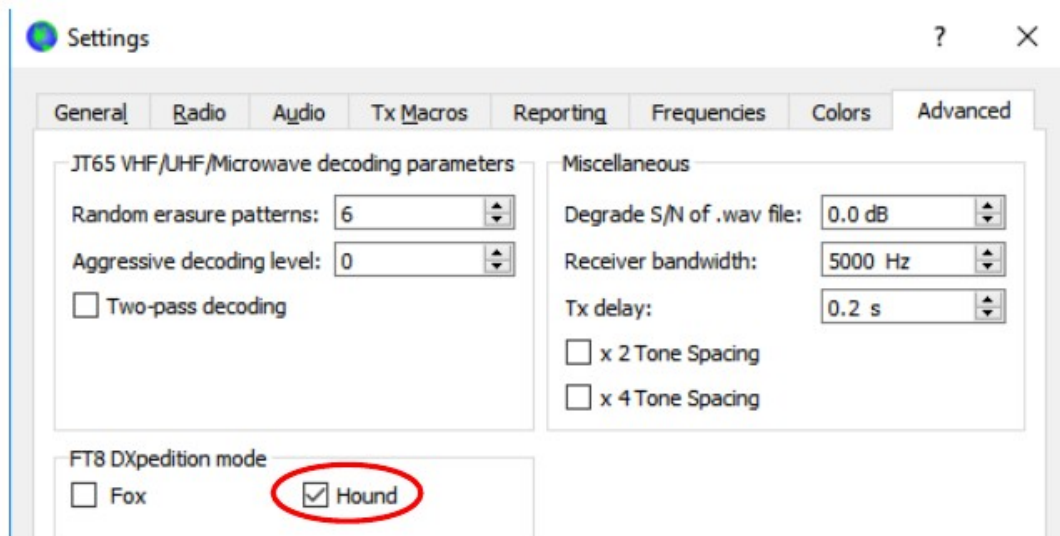 Settings
?
General Radio Audio Tx Macros Reporting Frequencies Colors Advanced
JT65 VHF/UHF/Microwave decoding parameters
Random erasure patterns: 6
Aggressive decoding level: 0
Two-pass decoding
Miscellaneous
Degrade S/N of .wav file: 0.0 dB
Receiver bandwidth: 5000 Hz
Tx delay: 0.2 s
x 2 Tone Spacing
x 4 Tone Spacing
FT8 DXpedition mode
Fox Hound